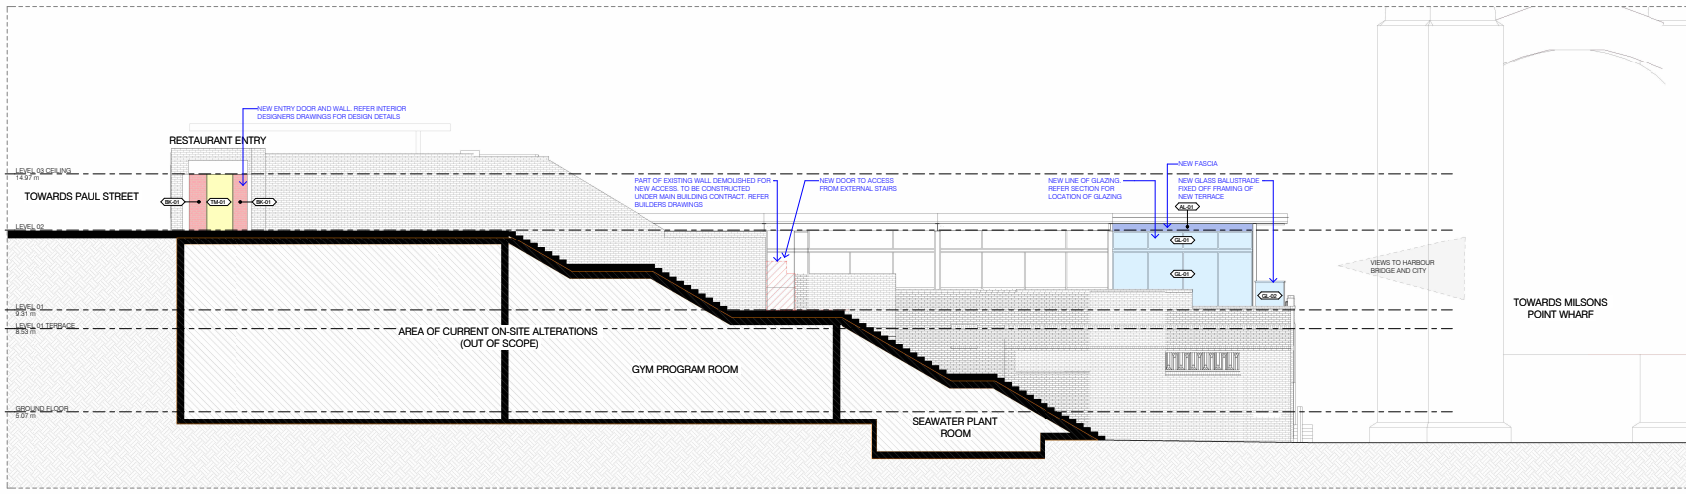 NEW ENTRY DOOR AND WALL. REFER INTERIOR
DESIGNERS DRAWINGS FOR DESIGN DETAILS
RESTAURANT ENTRY
LEVEL 03 CEILING
14.97 m
TOWARDS PAUL STREET
BK-01
TM-01
BK-01
LEVEL 02
PART OF EXISTING WALL DEMOLISHED FOR
NEW ACCESS. TO BE CONSTRUCTED
UNDER MAIN BUILDING CONTRACT. REFER
BUILDERS DRAWINGS
NEW DOOR TO ACCESS
FROM EXTERNAL STAIRS
NEW LINE OF GLAZING.
REFER SECTION FOR
LOCATION OF GLAZING
NEW FASCIA
NEW GLASS BALUSTRADE
FIXED OFF FRAMING OF
NEW TERRACE
AL-01
GL-01
GL-01
GL-02
VIEWS TO HARBOUR
BRIDGE AND CITY
TOWARDS MILSONS
POINT WHARF
LEVEL 01
9.31 m
LEVEL 01 TERRACE
8.53 m
AREA OF CURRENT ON-SITE ALTERATIONS
(OUT OF SCOPE)
GYM PROGRAM ROOM
GROUND FLOOR
5.07 m
SEAWATER PLANT
ROOM